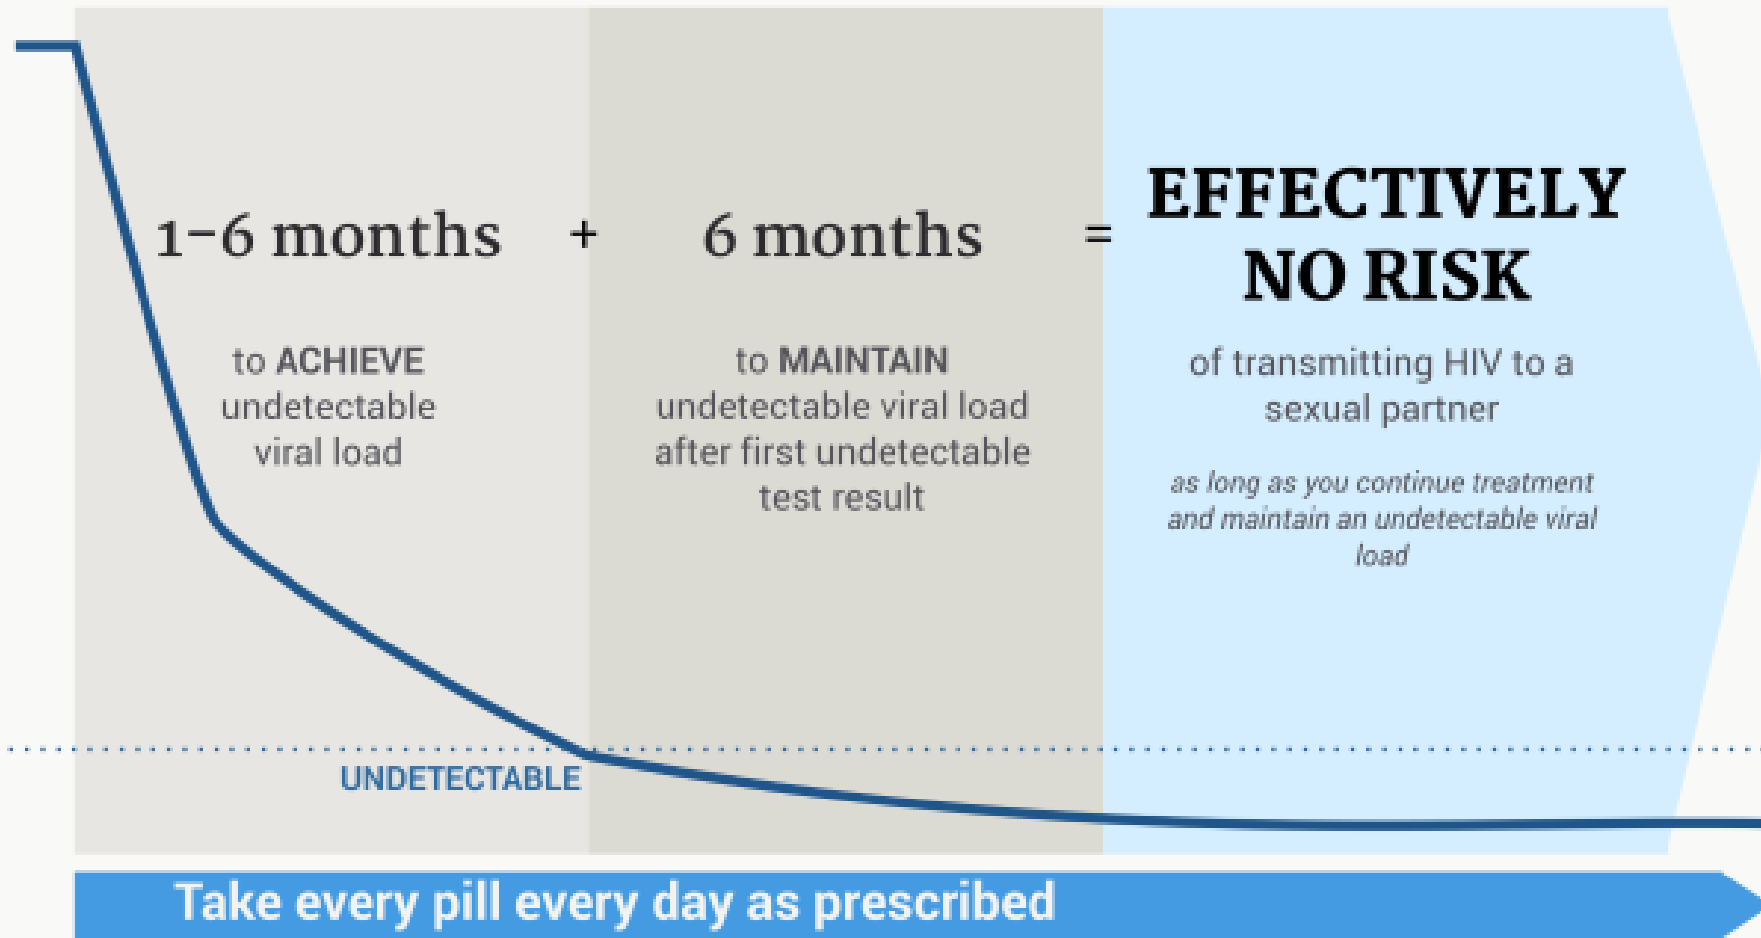 1–6 months + 6 months = EFFECTIVELY
NO RISK
to ACHIEVE
undetectable
viral load
to MAINTAIN
undetectable viral load
after first undetectable
test result
of transmitting HIV to a
sexual partner
as long as you continue treatment
and maintain an undetectable viral
load
UNDETECTABLE
Take every pill every day as prescribed